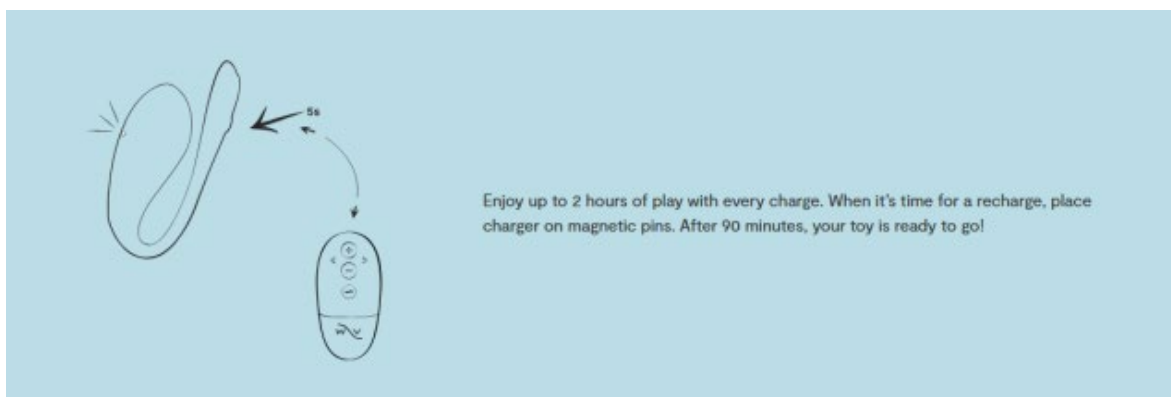 5s
Enjoy up to 2 hours of play with every charge. When it's time for a recharge, place
charger on magnetic pins. After 90 minutes, your toy is ready to go!